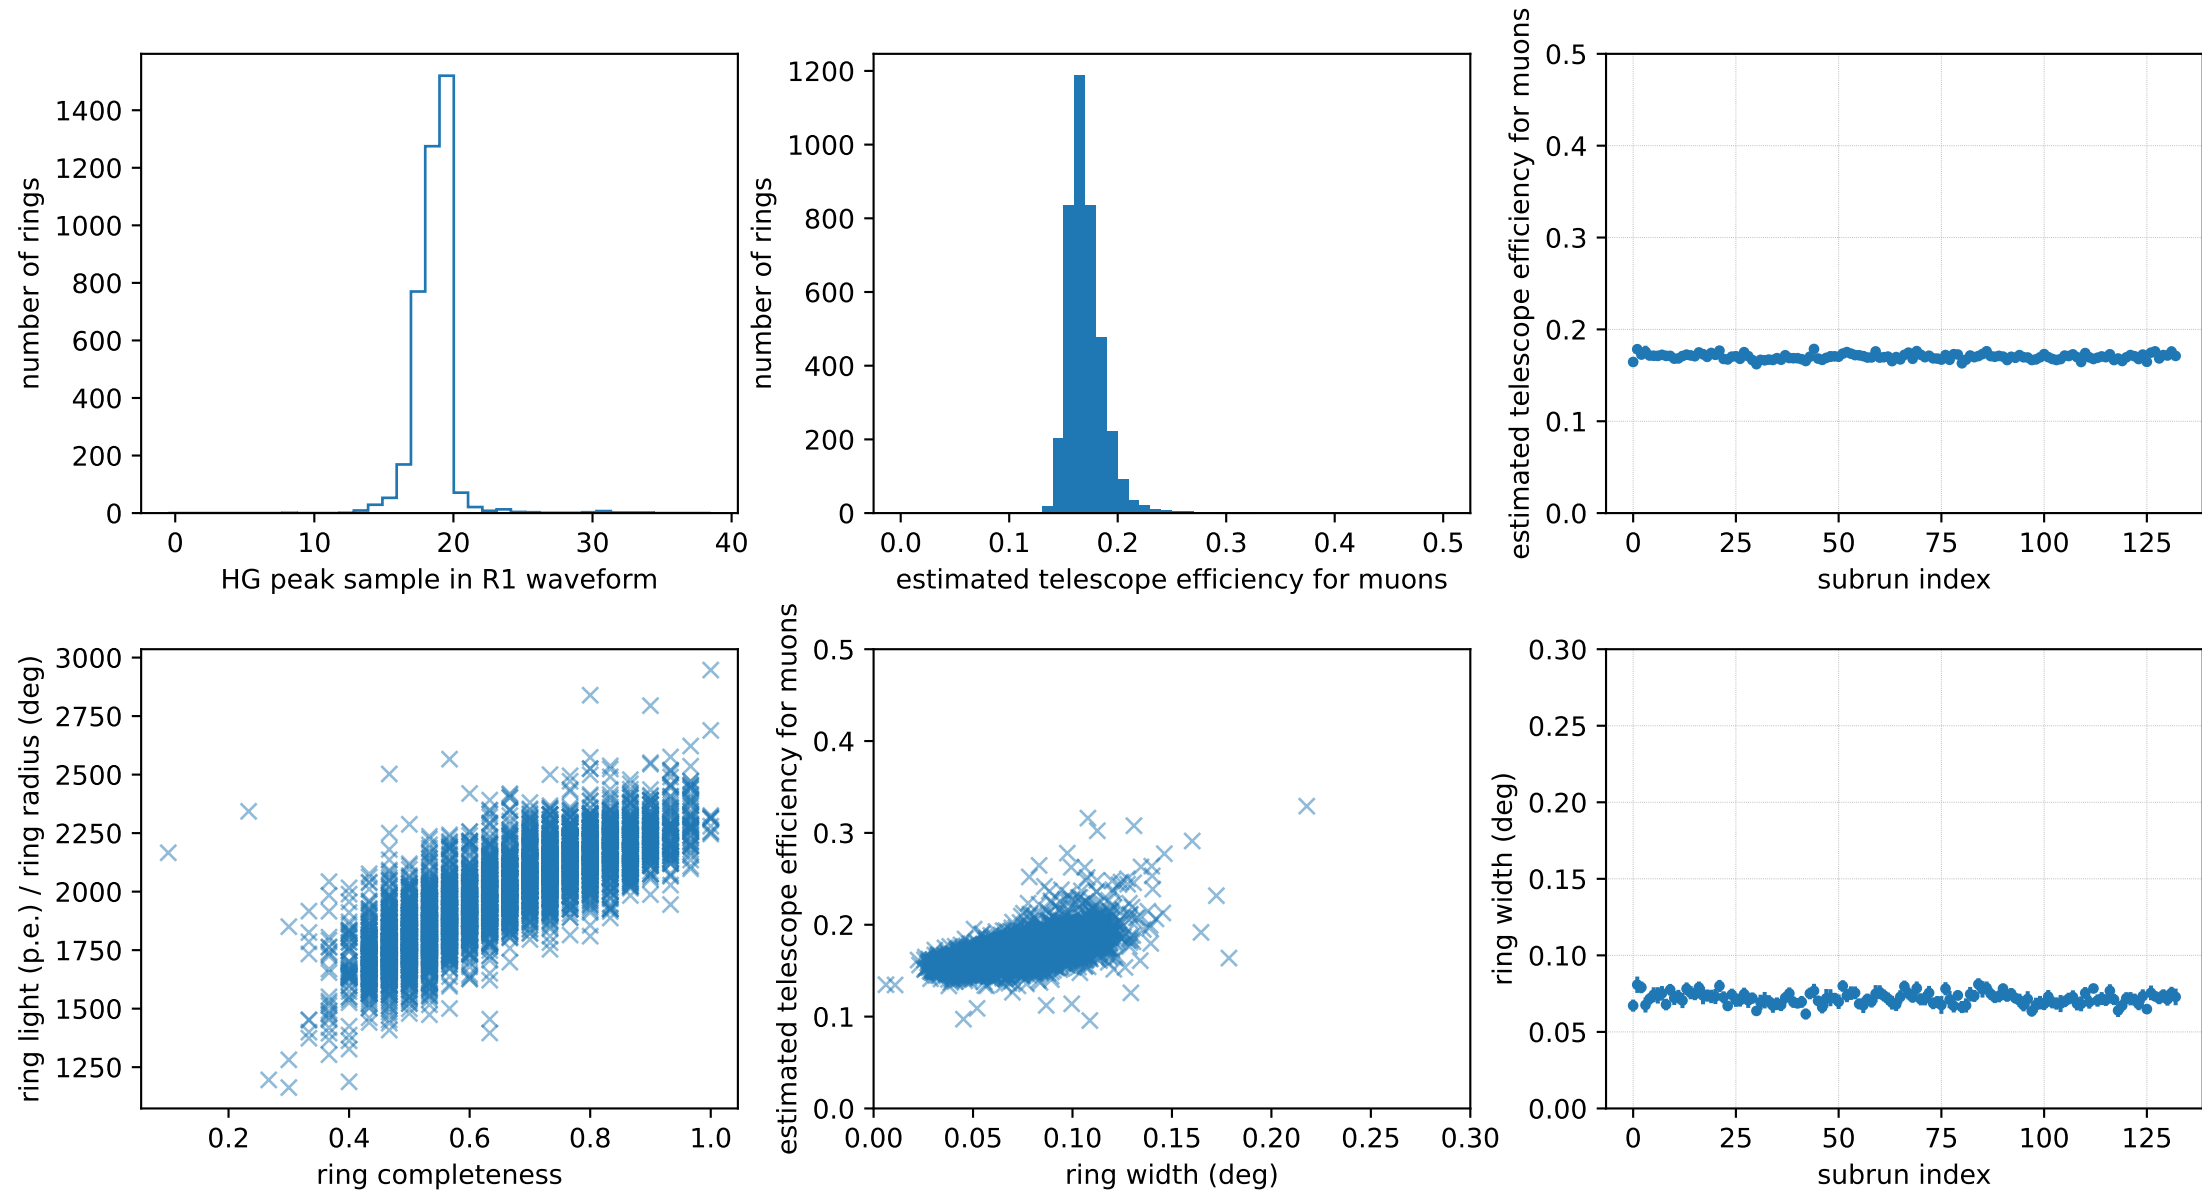 number of rings
1400
1200
1000
800
600
400
200
0
0 10 20 30 40
HG peak sample in R1 waveform
number of rings
1200
1000
800
600
400
200
0
0.0 0.1 0.2 0.3 0.4 0.5
estimated telescope efficiency for muons
estimated telescope efficiency for muons
0.5
0.4
0.3
0.2
0.1
0.0
0 25 50 75 100 125
subrun index
ring light (p.e.) / ring radius (deg)
3000
2750
2500
2250
2000
1750
1500
1250
0.2 0.4 0.6 0.8 1.0
ring completeness
estimated telescope efficiency for muons
0.5
0.4
0.3
0.2
0.1
0.0
0.00 0.05 0.10 0.15 0.20 0.25 0.30
ring width (deg)
ring width (deg)
0.30
0.25
0.20
0.15
0.10
0.05
0.00
0 25 50 75 100 125
subrun index